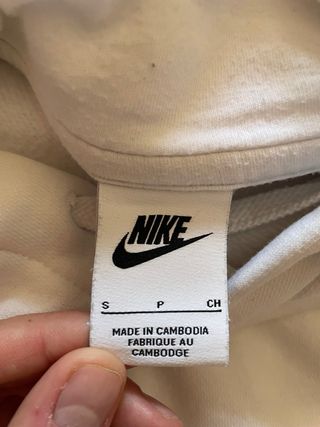 NIKE
S P CH
MADE IN CAMBODIA
FABRIQUE AU
CAMBODGE